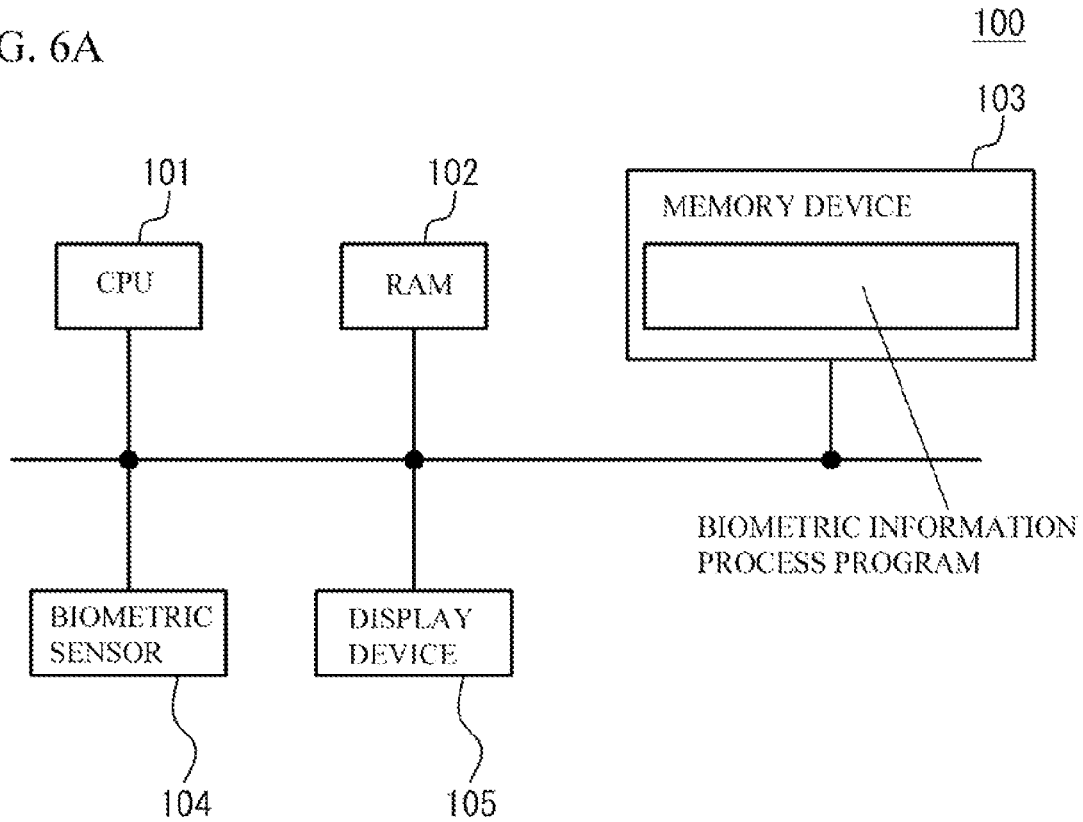 G. 6A
100
103
101
102
MEMORY DEVICE
CPU
RAM
BIOMETRIC INFORMATION
PROCESS PROGRAM
BIOMETRIC
SENSOR
DISPLAY
DEVICE
104
105